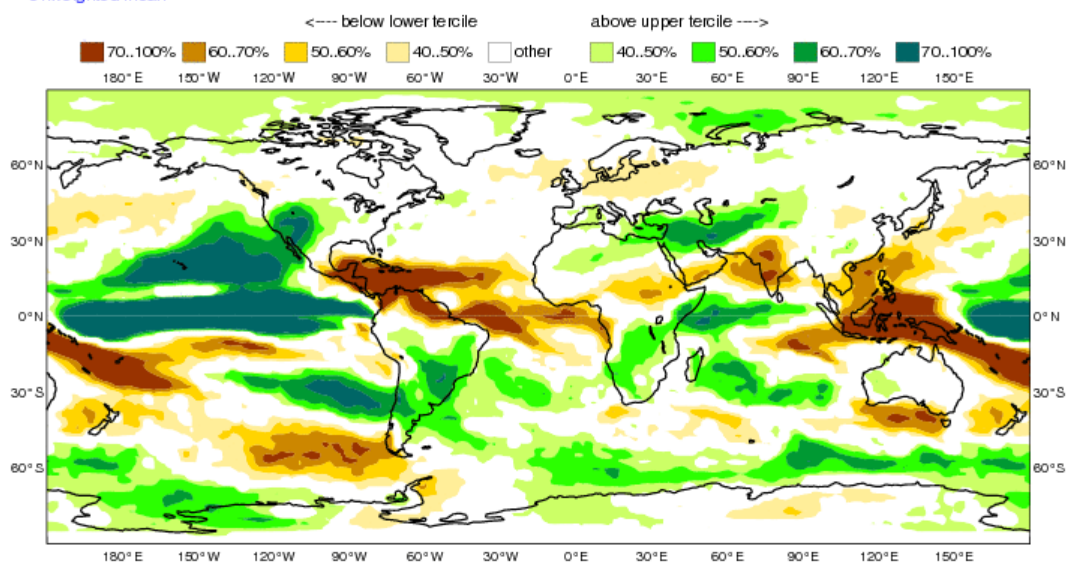 <---- below lower tercile above upper tercile ---->
70..100% 60..70% 50..60% 40..50% other 40..50% 50..60% 60..70% 70..100%
180°E 150°W 120°W 90°W 60°W 30°W 0°E 30°E 60°E 90°E 120°E 150°E
60°N 60°N
30°N 30°N
0°N 0°N
30°S 30°S
60°S 60°S
180°E 150°W 120°W 90°W 60°W 30°W 0°E 30°E 60°E 90°E 120°E 150°E